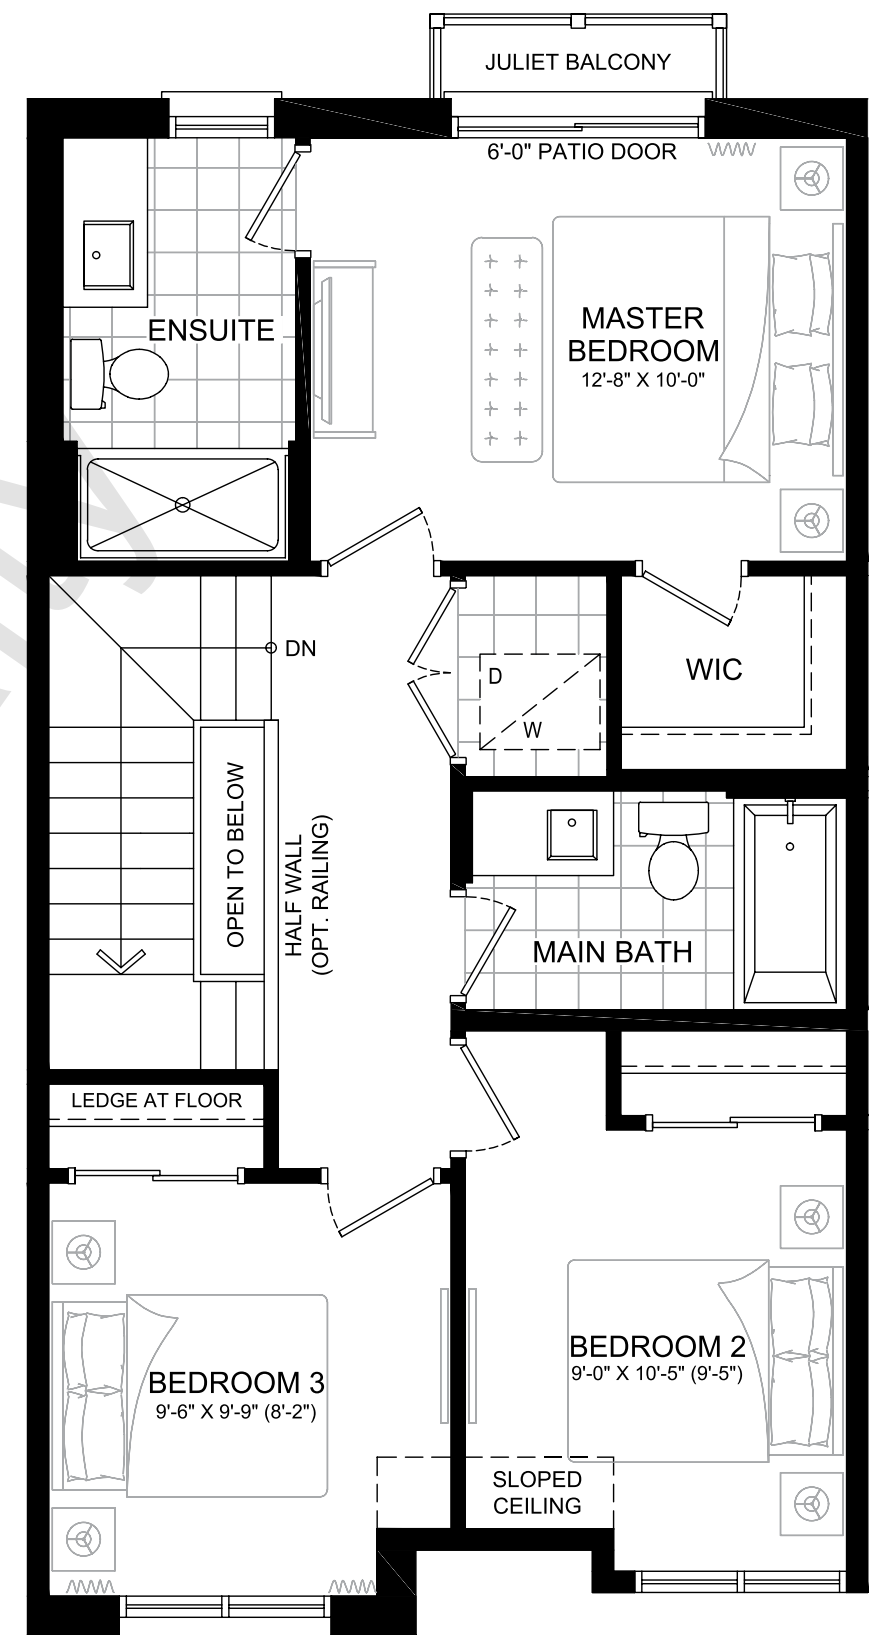 JULIET BALCONY
6'-0" PATIO DOOR
ENSUITE
MASTER
BEDROOM
12'-8" X 10'-0"
DN
D
W
WIC
OPEN TO BELOW
HALF WALL
(OPT. RAILING)
MAIN BATH
LEDGE AT FLOOR
BEDROOM 2
9'-0" X 10'-5" (9'-5")
BEDROOM 3
9'-6" X 9'-9" (8'-2")
SLOPED
CEILING